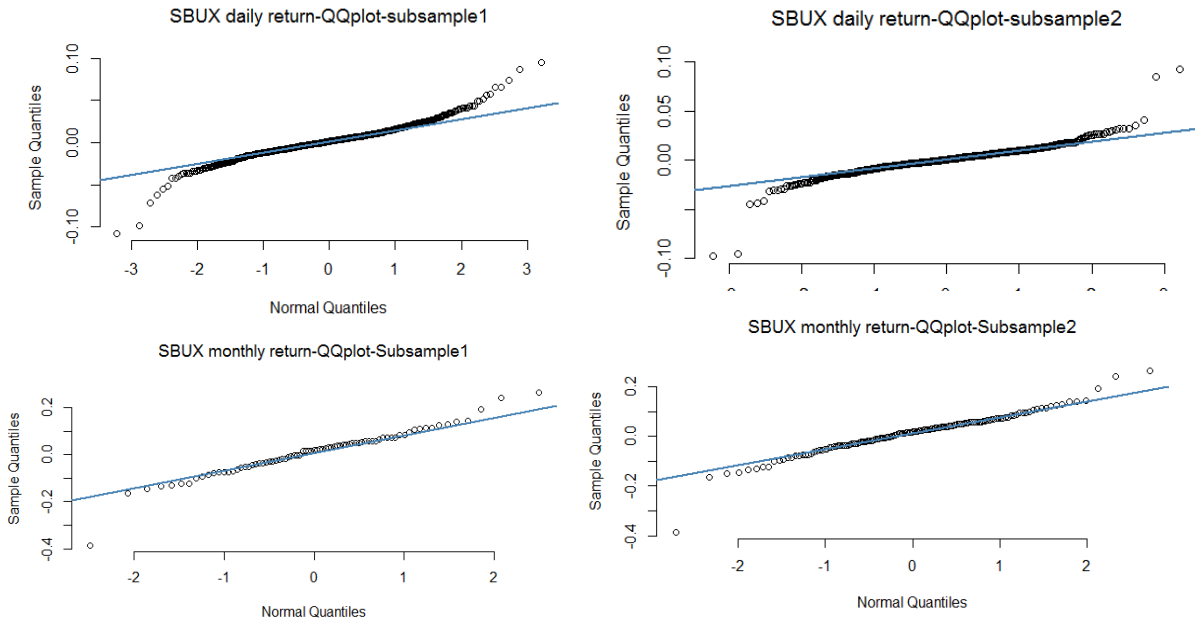 SBUX daily return-QQplot-subsample1
Sample Quantiles
0.10
0.00
-0.10
-3 -2 -1 0 1 2 3
Normal Quantiles
SBUX daily return-QQplot-subsample2
Sample Quantiles
0.10
0.05
0.00
-0.10
SBUX monthly return-QQplot-Subsample1
Sample Quantiles
0.2
0.0
-0.2
-0.4
-2 -1 0 1 2
Normal Quantiles
SBUX monthly return-QQplot-Subsample2
Sample Quantiles
0.2
0.0
-0.2
-0.4
-2 -1 0 1 2
Normal Quantiles